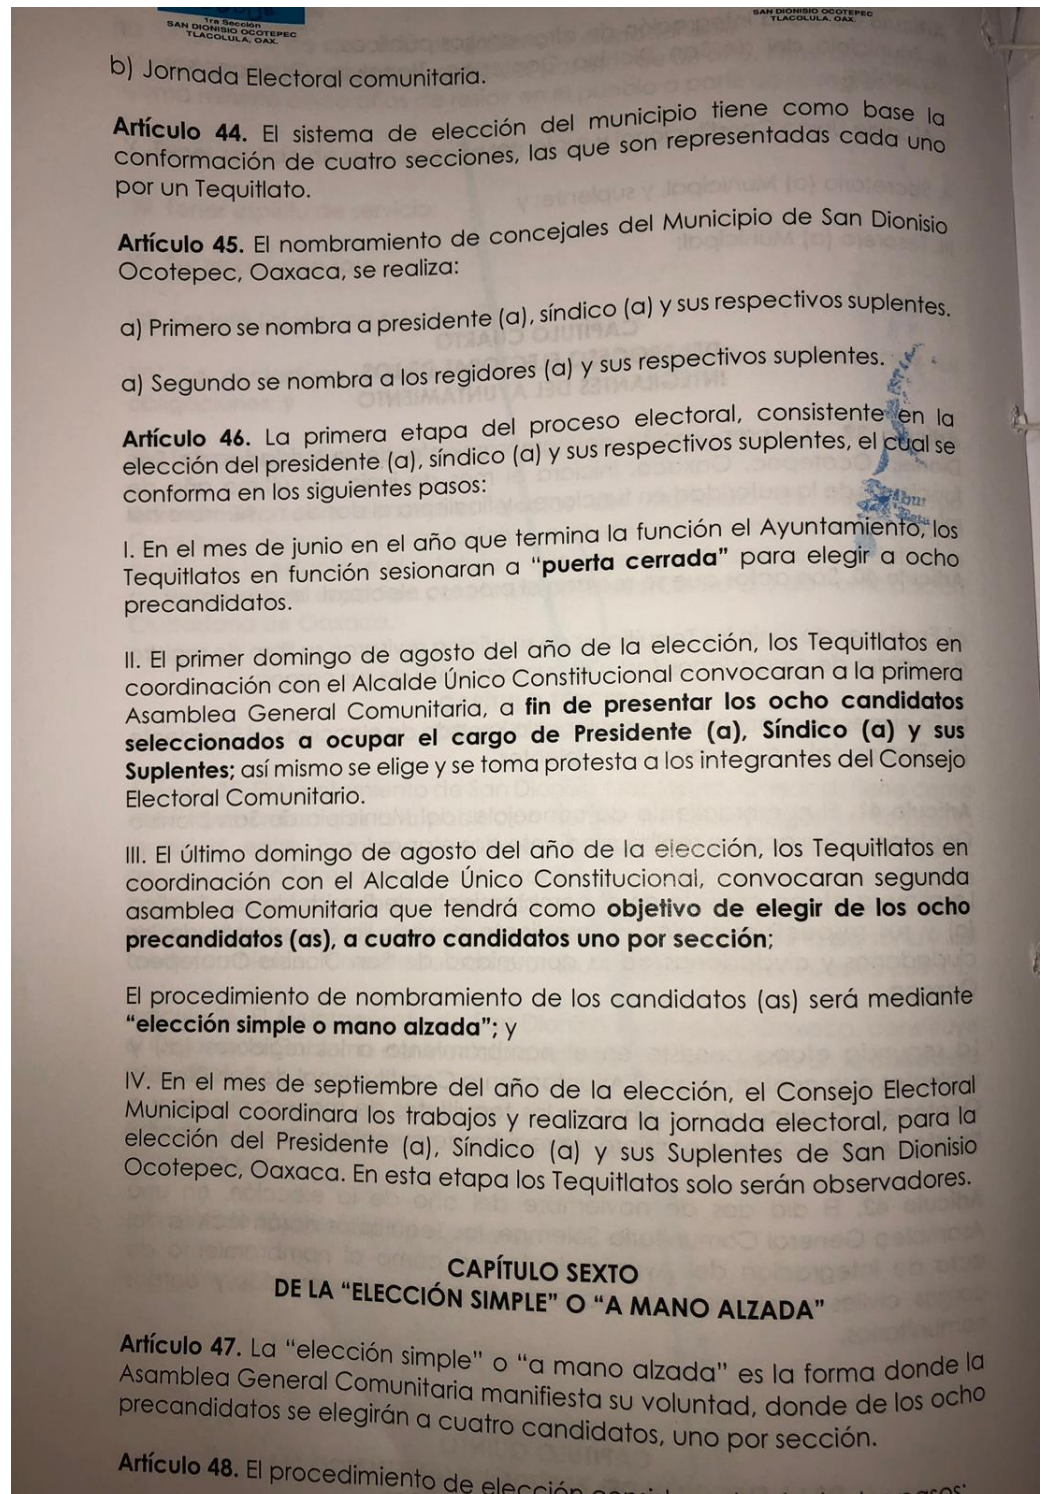 1ra Sección
SAN DIONISIO OCOTEPEC
TLACOLULA, OAX.
SAN DIONISIO OCOTEPEC
TLACOLULA, OAX.
b) Jornada Electoral comunitaria.
Artículo 44. El sistema de elección del municipio tiene como base la
conformación de cuatro secciones, las que son representadas cada uno
por un Tequitlato.
Artículo 45. El nombramiento de concejales del Municipio de San Dionisio
Ocotepec, Oaxaca, se realiza:
a) Primero se nombra a presidente (a), síndico (a) y sus respectivos suplentes.
a) Segundo se nombra a los regidores (a) y sus respectivos suplentes.
Artículo 46. La primera etapa del proceso electoral, consistente en la
elección del presidente (a), síndico (a) y sus respectivos suplentes, el cual se
conforma en los siguientes pasos:
I. En el mes de junio en el año que termina la función el Ayuntamiento, los
Tequitlatos en función sesionaran a “puerta cerrada” para elegir a ocho
precandidatos.
II. El primer domingo de agosto del año de la elección, los Tequitlatos en
coordinación con el Alcalde Único Constitucional convocaran a la primera
Asamblea General Comunitaria, a fin de presentar los ocho candidatos
seleccionados a ocupar el cargo de Presidente (a), Síndico (a) y sus
Suplentes; así mismo se elige y se toma protesta a los integrantes del Consejo
Electoral Comunitario.
III. El último domingo de agosto del año de la elección, los Tequitlatos en
coordinación con el Alcalde Único Constitucional, convocaran segunda
asamblea Comunitaria que tendrá como objetivo de elegir de los ocho
precandidatos (as), a cuatro candidatos uno por sección;
El procedimiento de nombramiento de los candidatos (as) será mediante
“elección simple o mano alzada”; y
IV. En el mes de septiembre del año de la elección, el Consejo Electoral
Municipal coordinara los trabajos y realizara la jornada electoral, para la
elección del Presidente (a), Síndico (a) y sus Suplentes de San Dionisio
Ocotepec, Oaxaca. En esta etapa los Tequitlatos solo serán observadores.
CAPÍTULO SEXTO
DE LA “ELECCIÓN SIMPLE” O “A MANO ALZADA”
Artículo 47. La “elección simple” o “a mano alzada” es la forma donde la
Asamblea General Comunitaria manifiesta su voluntad, donde de los ocho
precandidatos se elegirán a cuatro candidatos, uno por sección.
Artículo 48. El procedimiento de elección